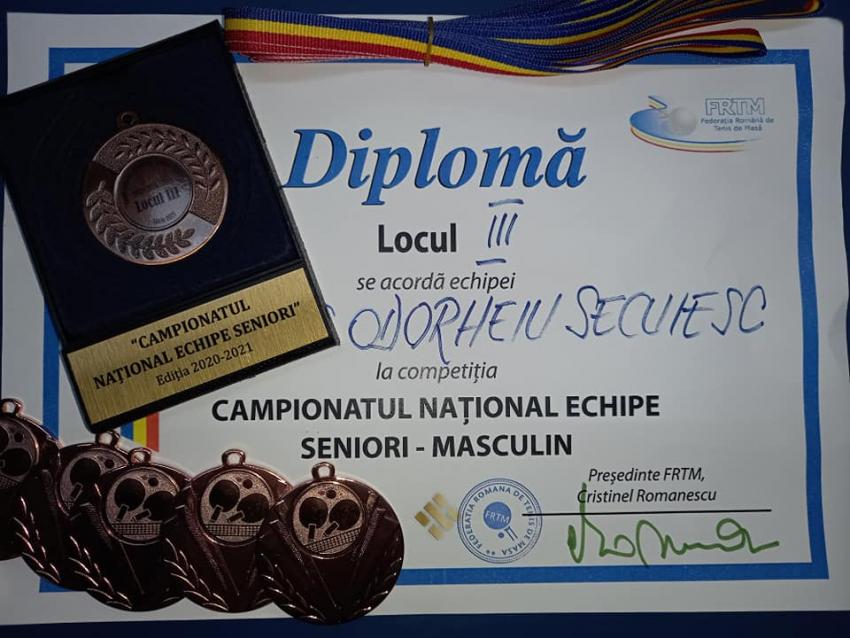 FRTM
Federația Română de
Tenis de Masă
Diplomă
Locul III
Locul III
se acordă echipei
ODORHEIU SECUIESC
"CAMPIONATUL
NAȚIONAL ECHIPE SENIORI"
Ediția 2020-2021
la competiția
CAMPIONATUL NAȚIONAL ECHIPE
SENIORI - MASCULIN
Președinte FRTM,
Cristinel Romanescu
FEDERATIA ROMANA DE TENIS DE MASA
FRTM